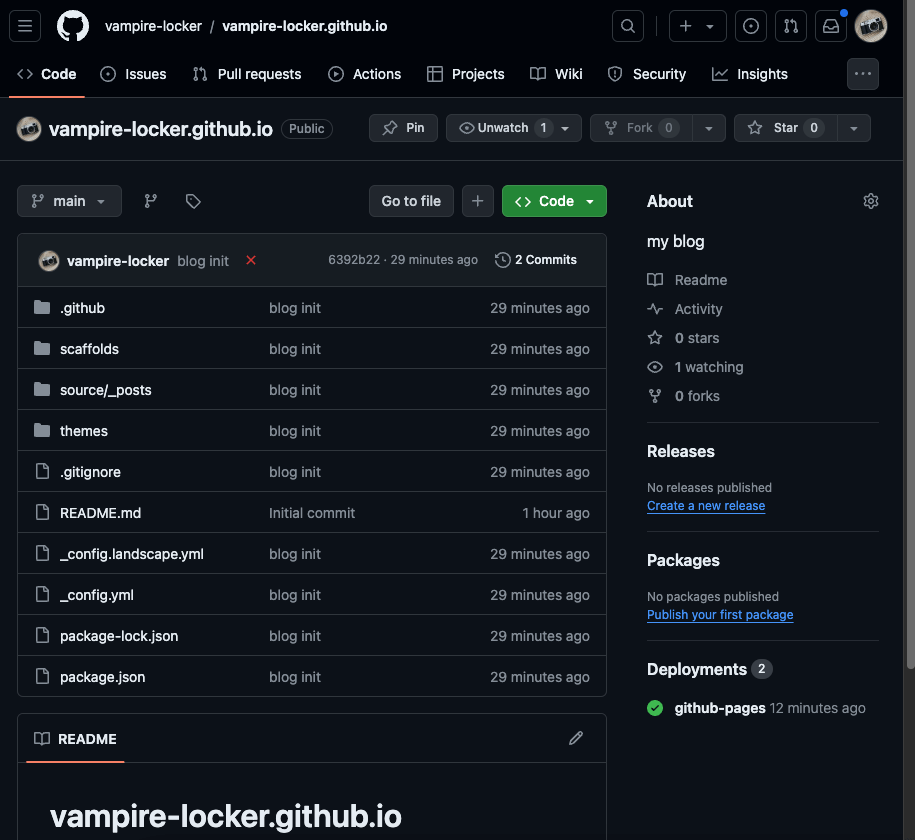 vampire-locker / vampire-locker.github.io
Code Issues Pull requests Actions Projects Wiki Security Insights
vampire-locker.github.io Public Pin Unwatch 1 Fork 0 Star 0
main Go to file Code
vampire-locker blog init 6392b22 · 29 minutes ago 2 Commits
.github blog init 29 minutes ago
scaffolds blog init 29 minutes ago
source/_posts blog init 29 minutes ago
themes blog init 29 minutes ago
.gitignore blog init 29 minutes ago
README.md Initial commit 1 hour ago
_config.landscape.yml blog init 29 minutes ago
_config.yml blog init 29 minutes ago
package-lock.json blog init 29 minutes ago
package.json blog init 29 minutes ago
README
vampire-locker.github.io
About
my blog
Readme
Activity
0 stars
1 watching
0 forks
Releases
No releases published
Create a new release
Packages
No packages published
Publish your first package
Deployments 2
github-pages 12 minutes ago